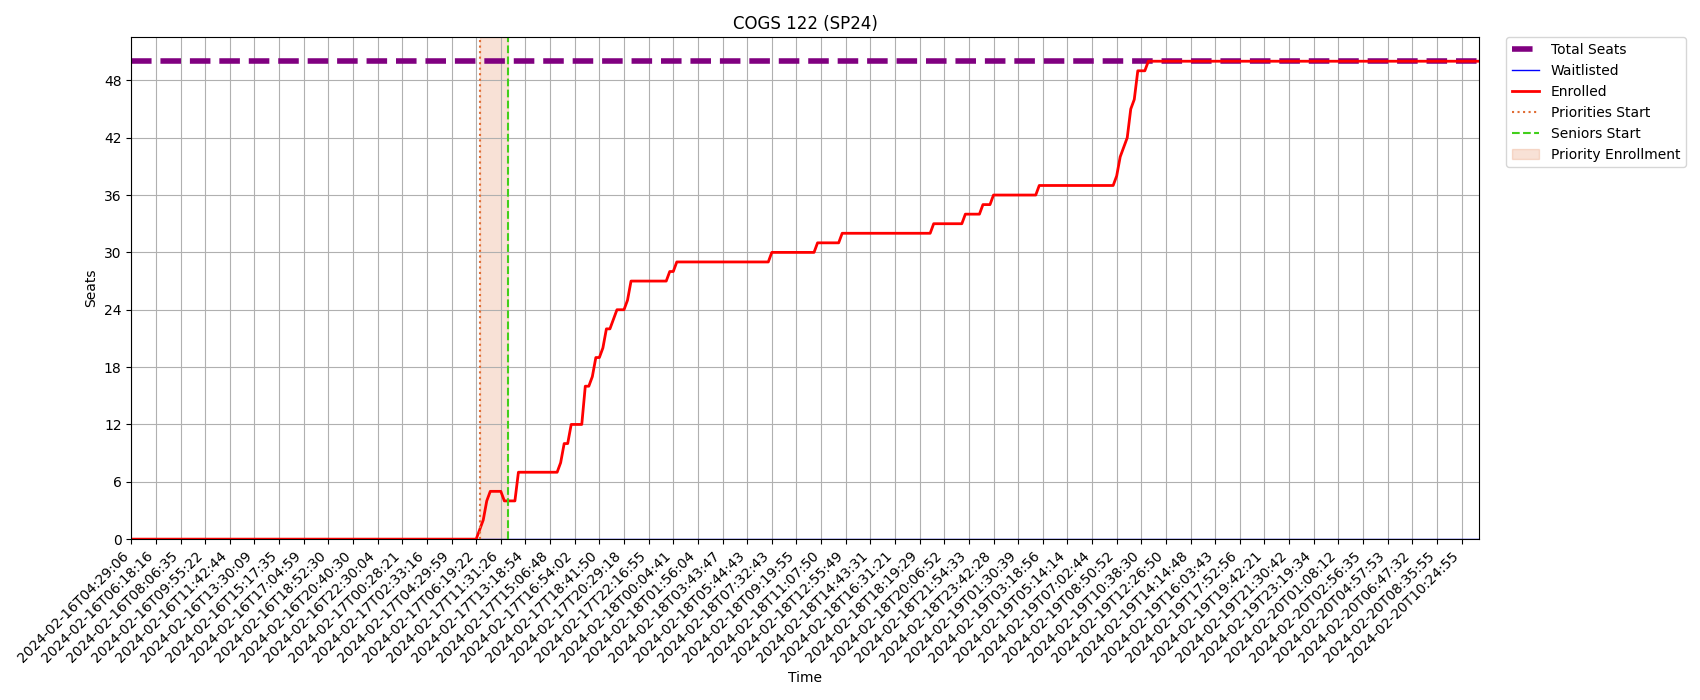 COGS 122 (SP24)
Total Seats
Waitlisted
Enrolled
Priorities Start
Seniors Start
Priority Enrollment
Seats
48
42
36
30
24
18
12
6
0
2024-02-16T04:29:06
2024-02-16T06:18:16
2024-02-16T08:06:35
2024-02-16T09:55:22
2024-02-16T11:42:44
2024-02-16T13:30:09
2024-02-16T15:17:35
2024-02-16T17:04:59
2024-02-16T18:52:30
2024-02-16T20:40:30
2024-02-16T22:30:04
2024-02-17T00:28:21
2024-02-17T02:33:16
2024-02-17T04:29:59
2024-02-17T06:19:22
2024-02-17T11:31:26
2024-02-17T13:18:54
2024-02-17T15:06:48
2024-02-17T16:54:02
2024-02-17T18:41:50
2024-02-17T20:29:18
2024-02-17T22:16:55
2024-02-18T00:04:41
2024-02-18T01:56:04
2024-02-18T03:43:47
2024-02-18T05:44:43
2024-02-18T07:32:43
2024-02-18T09:19:55
2024-02-18T11:07:50
2024-02-18T12:55:49
2024-02-18T14:43:31
2024-02-18T16:31:21
2024-02-18T18:19:29
2024-02-18T20:06:52
2024-02-18T21:54:33
2024-02-18T23:42:28
2024-02-19T01:30:39
2024-02-19T03:18:56
2024-02-19T05:14:14
2024-02-19T07:02:44
2024-02-19T08:50:52
2024-02-19T10:38:30
2024-02-19T12:26:50
2024-02-19T14:14:48
2024-02-19T16:03:43
2024-02-19T17:52:56
2024-02-19T19:42:21
2024-02-19T21:30:42
2024-02-19T23:19:34
2024-02-20T01:08:12
2024-02-20T02:56:35
2024-02-20T04:57:53
2024-02-20T06:47:32
2024-02-20T08:35:55
2024-02-20T10:24:55
Time